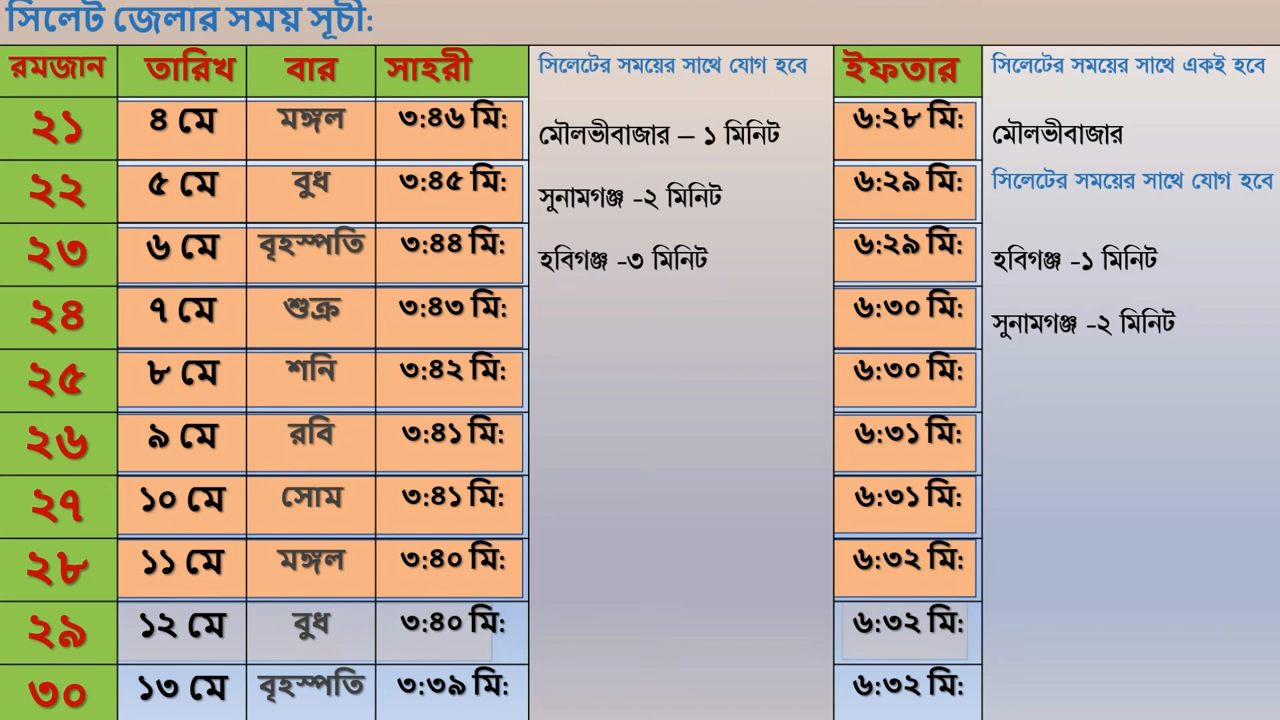 সিলেট জেলার সময় সূচী:
রমজান তারিখ বার সাহরী সিলেটের সময়ের সাথে যোগ হবে ইফতার সিলেটের সময়ের সাথে একই হবে
২১ ৪ মে মঙ্গল ৩:৪৬ মি: মৌলভীবাজার – ১ মিনিট ৬:২৮ মি: মৌলভীবাজার
২২ ৫ মে বুধ ৩:৪৫ মি: সুনামগঞ্জ -২ মিনিট ৬:২৯ মি: সিলেটের সময়ের সাথে যোগ হবে
২৩ ৬ মে বৃহস্পতি ৩:৪৪ মি: হবিগঞ্জ -৩ মিনিট ৬:২৯ মি: হবিগঞ্জ -১ মিনিট
২৪ ৭ মে শুক্র ৩:৪৩ মি: ৬:৩০ মি: সুনামগঞ্জ -২ মিনিট
২৫ ৮ মে শনি ৩:৪২ মি: ৬:৩০ মি:
২৬ ৯ মে রবি ৩:৪১ মি: ৬:৩১ মি:
২৭ ১০ মে সোম ৩:৪১ মি: ৬:৩১ মি:
২৮ ১১ মে মঙ্গল ৩:৪০ মি: ৬:৩২ মি:
২৯ ১২ মে বুধ ৩:৪০ মি: ৬:৩২ মি:
৩০ ১৩ মে বৃহস্পতি ৩:৩৯ মি: ৬:৩২ মি: